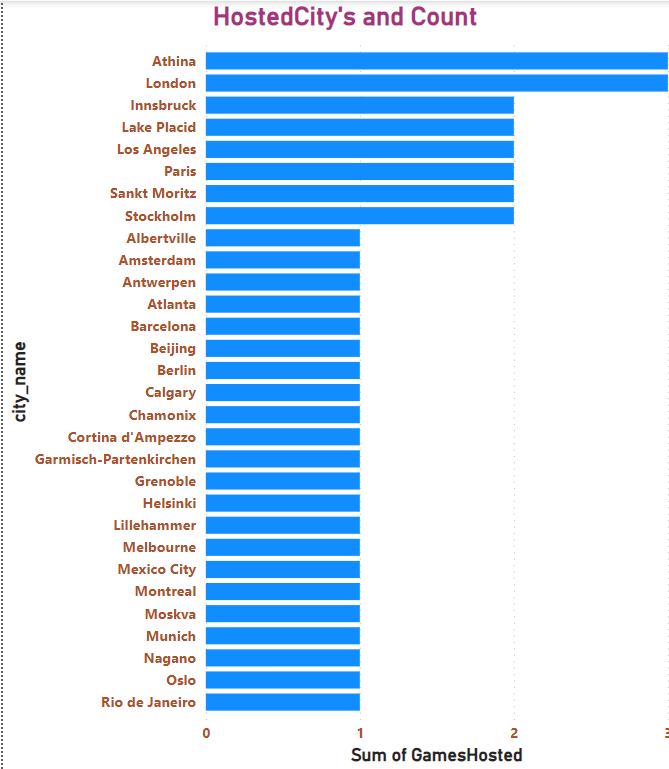 HostedCity's and Count
Athina
London
Innsbruck
Lake Placid
Los Angeles
Paris
Sankt Moritz
Stockholm
Albertville
Amsterdam
Antwerpen
Atlanta
Barcelona
Beijing
Berlin
Calgary
Chamonix
Cortina d'Ampezzo
Garmisch-Partenkirchen
Grenoble
Helsinki
Lillehammer
Melbourne
Mexico City
Montreal
Moskva
Munich
Nagano
Oslo
Rio de Janeiro
city_name
0 1 2 3
Sum of GamesHosted